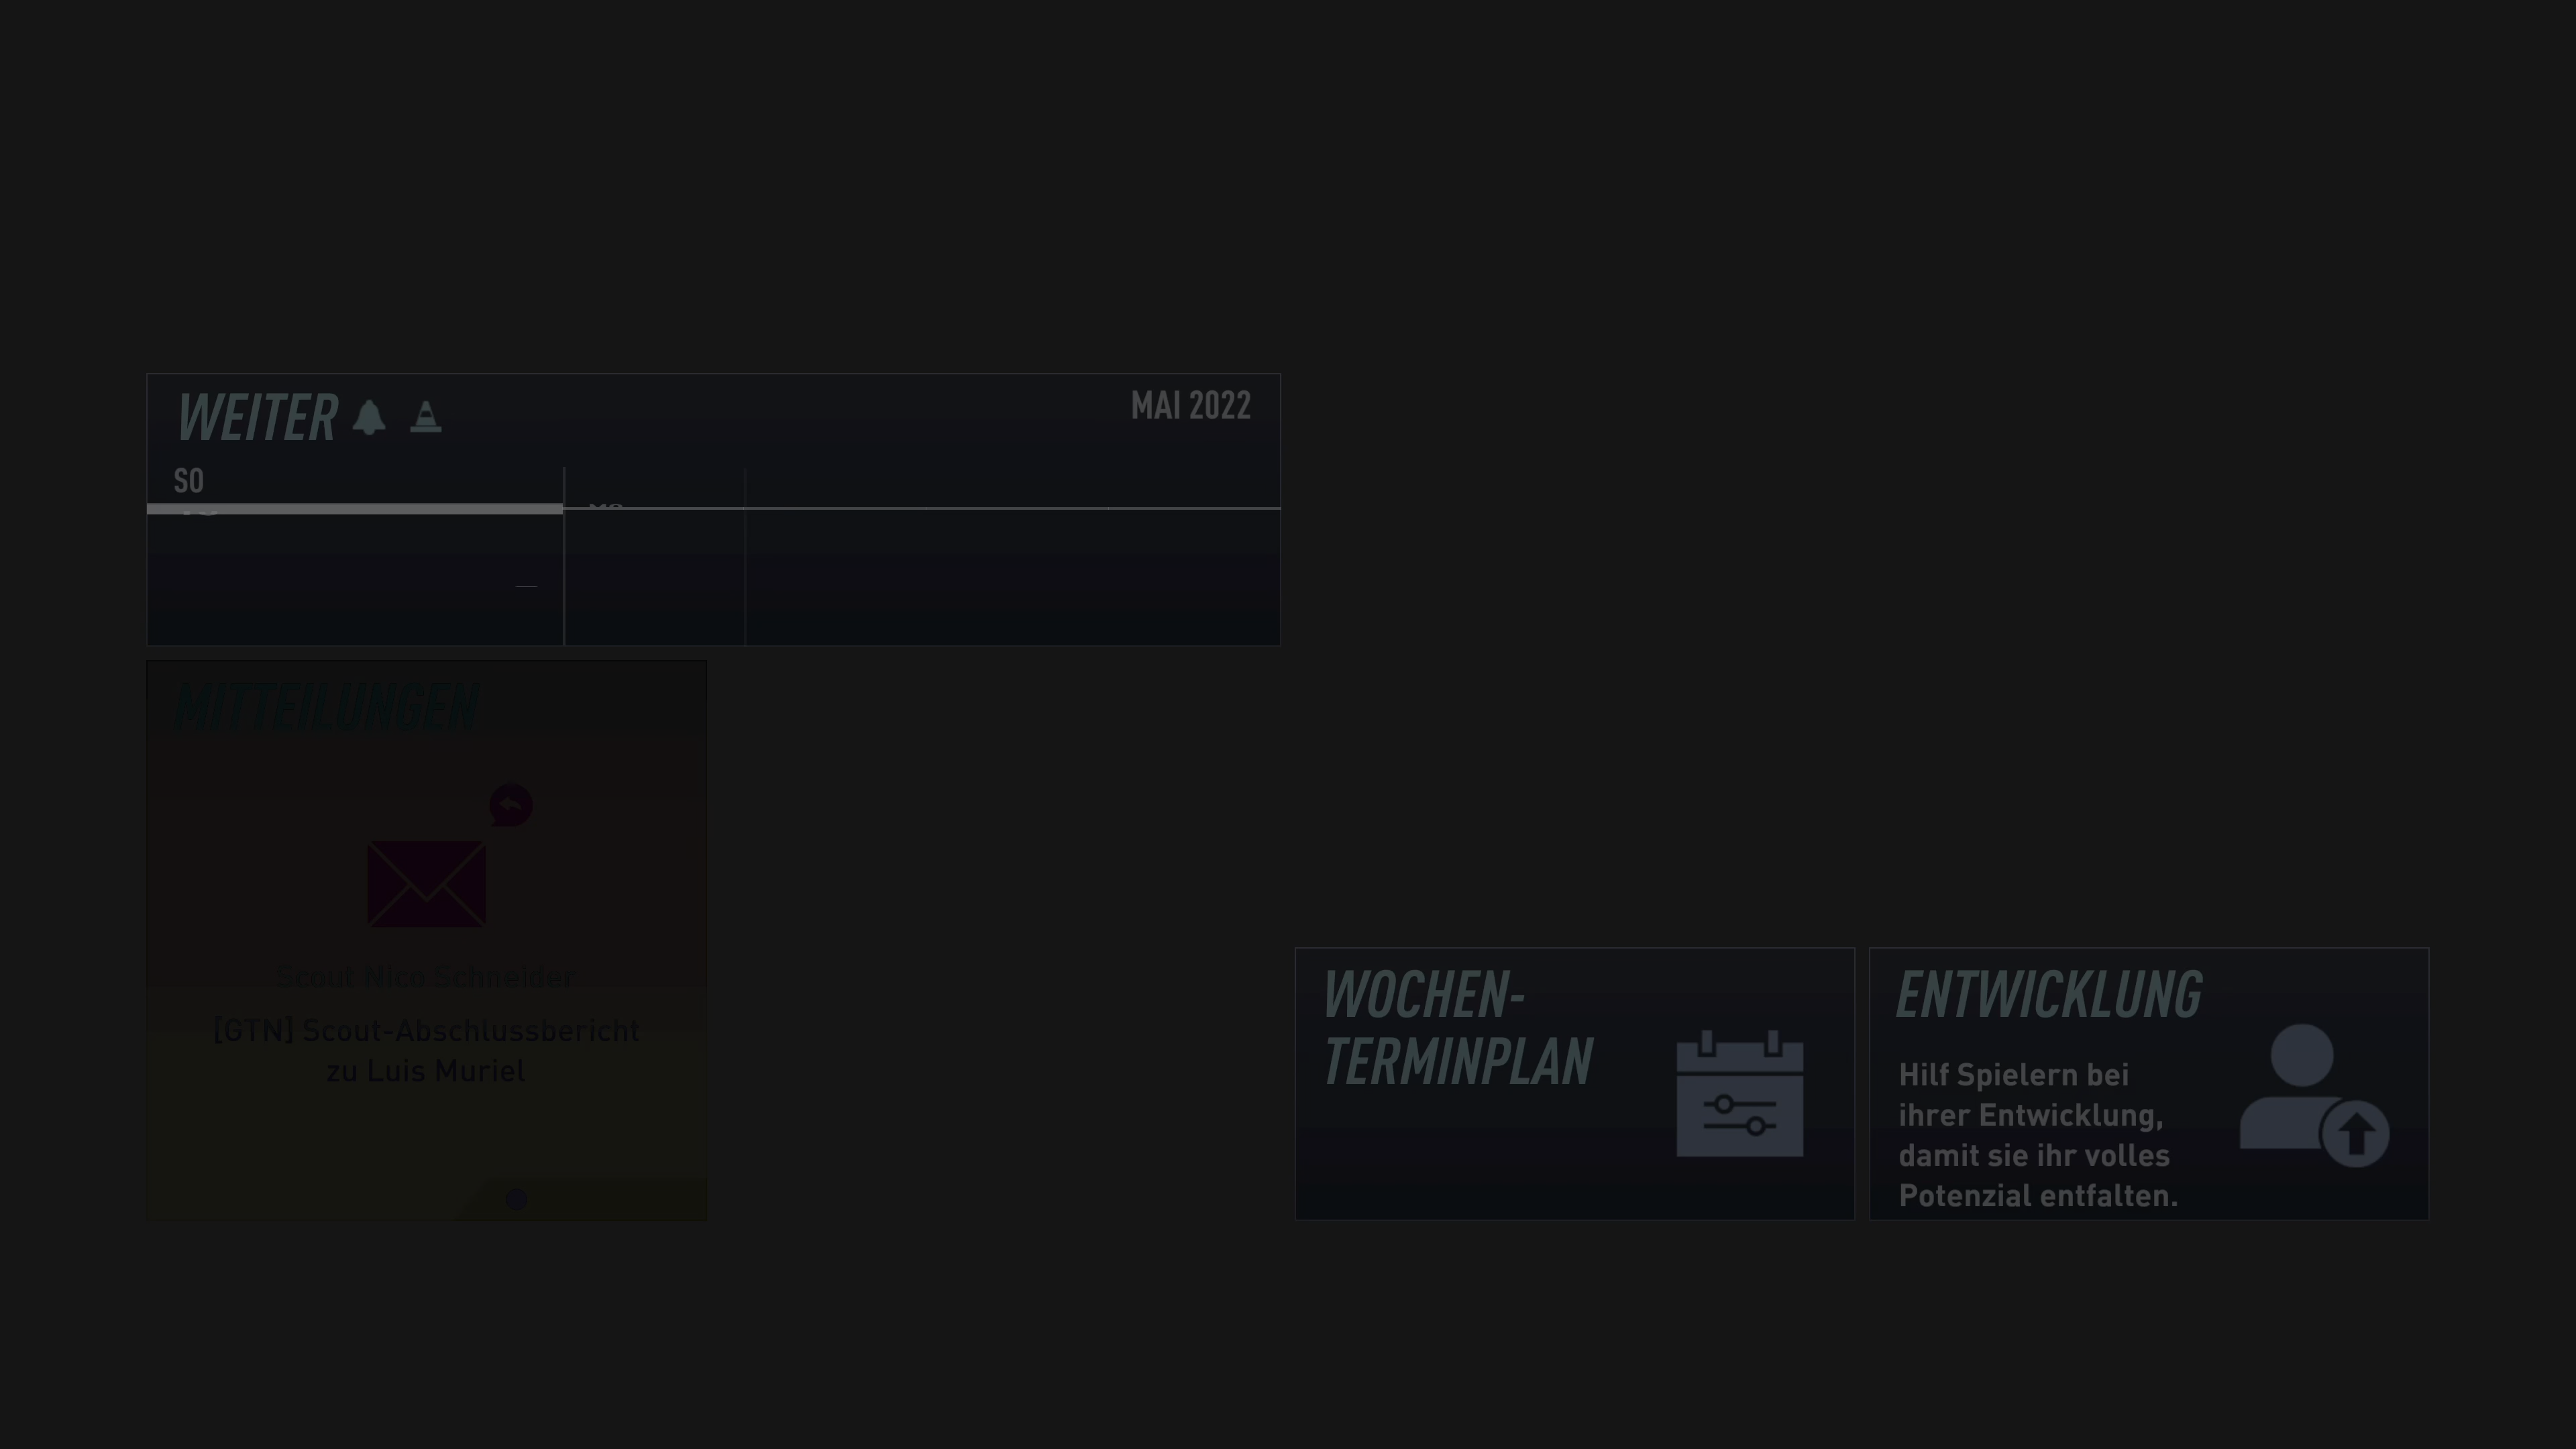 WEITER
MAI 2022
SO
MITTEILUNGEN
Scout Nico Schneider
[GTN] Scout-Abschlussbericht
zu Luis Muriel
WOCHEN-
TERMINPLAN
ENTWICKLUNG
Hilf Spielern bei
ihrer Entwicklung,
damit sie ihr volles
Potenzial entfalten.